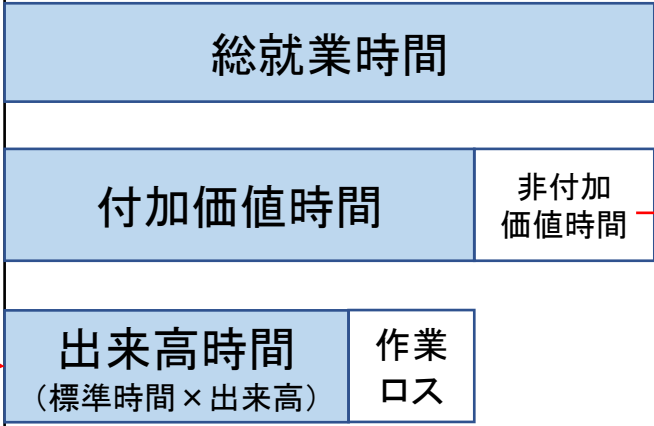 総就業時間
付加価値時間
非付加
価値時間
出来高時間
（標準時間×出来高）
作業
ロス